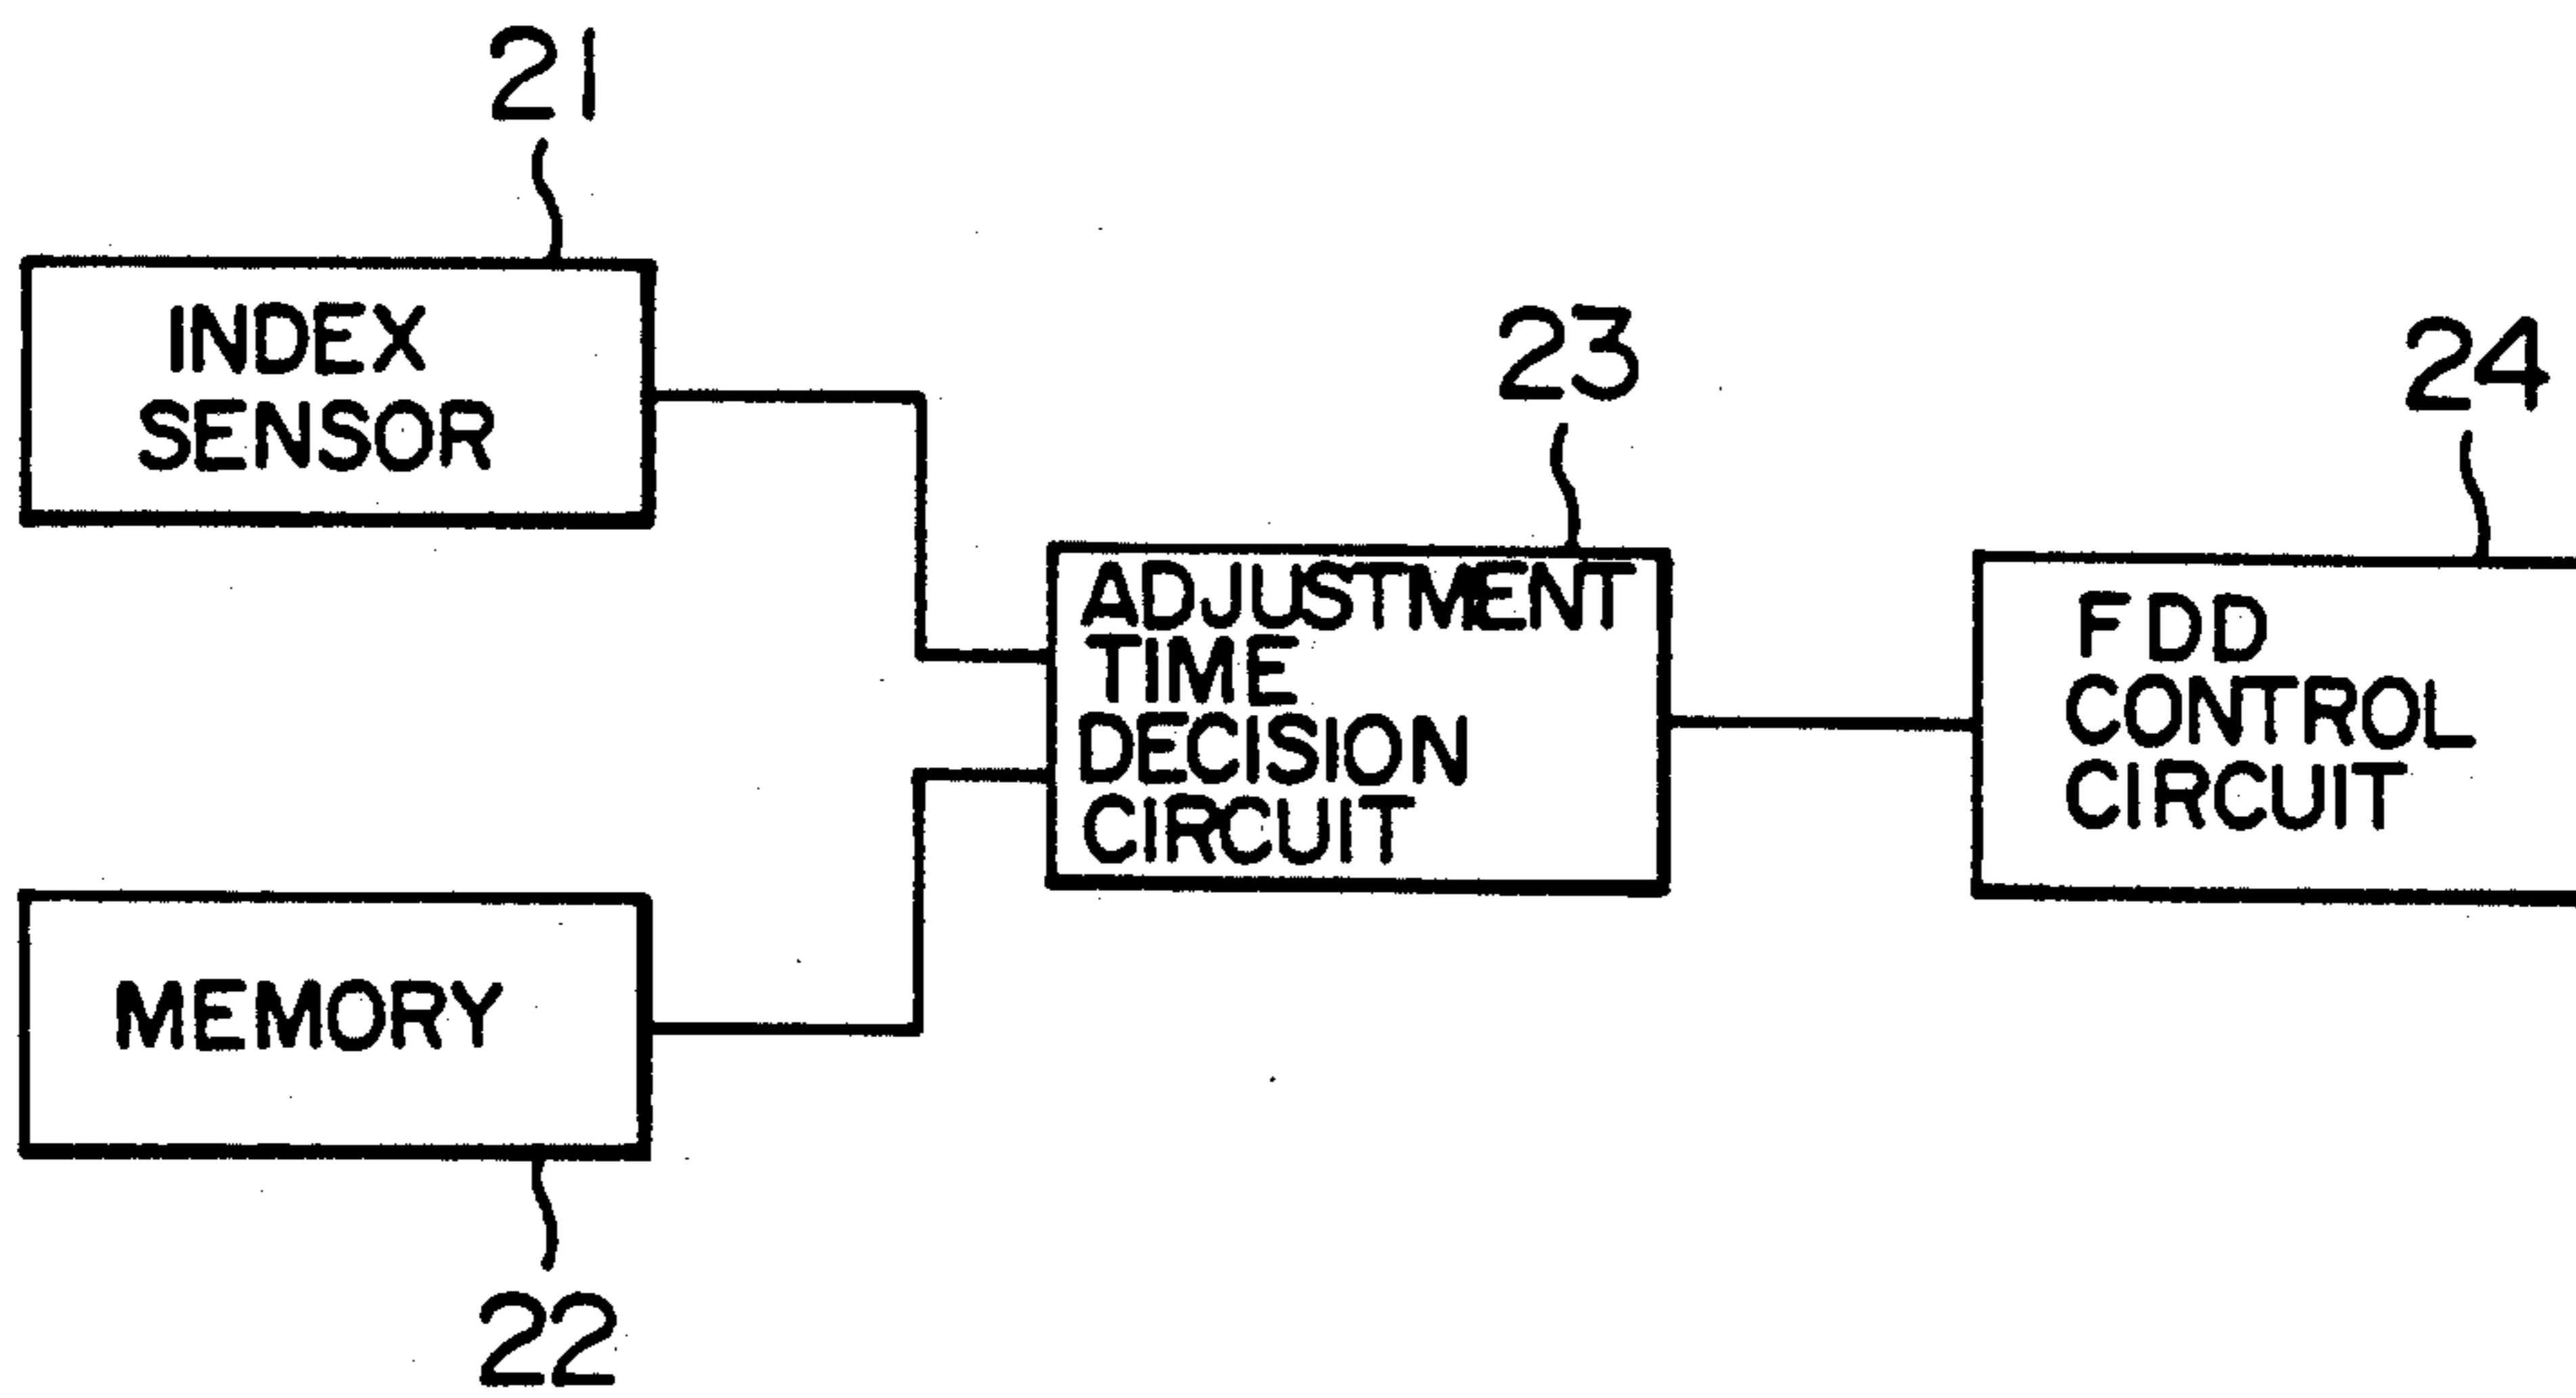 21
INDEX
SENSOR
23
ADJUSTMENT
TIME
DECISION
CIRCUIT
24
FDD
CONTROL
CIRCUIT
MEMORY
22